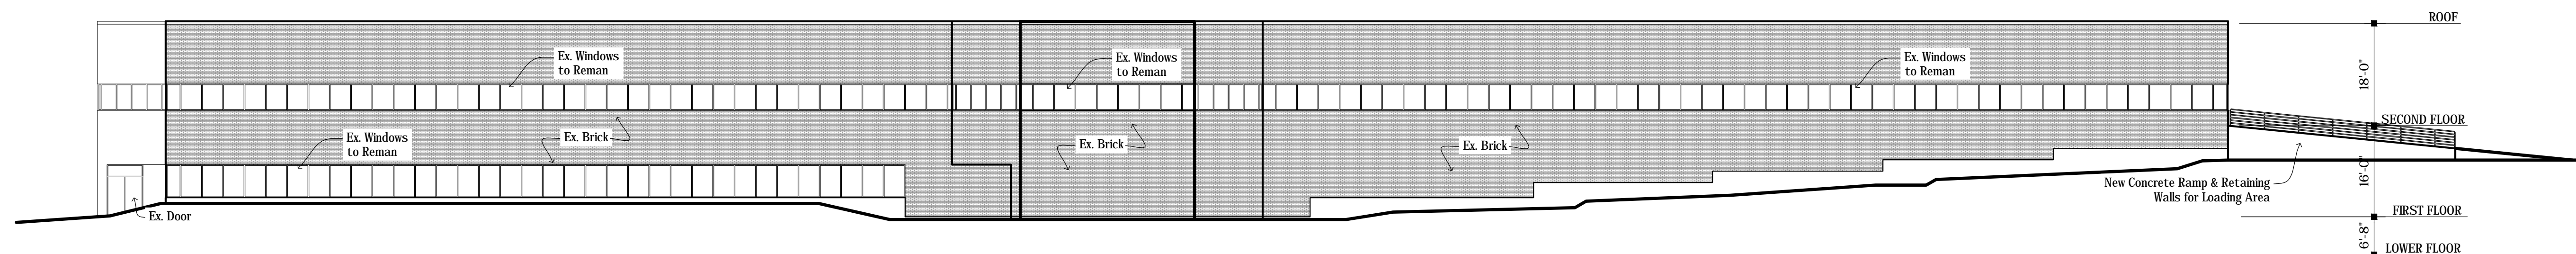 ROOF
Ex. Windows
to Reman
Ex. Windows
to Reman
Ex. Windows
to Reman
18'-0"
SECOND FLOOR
Ex. Windows
to Reman
Ex. Brick
Ex. Brick
Ex. Brick
16'-0"
New Concrete Ramp & Retaining
Walls for Loading Area
Ex. Door
FIRST FLOOR
6'-8"
LOWER FLOOR